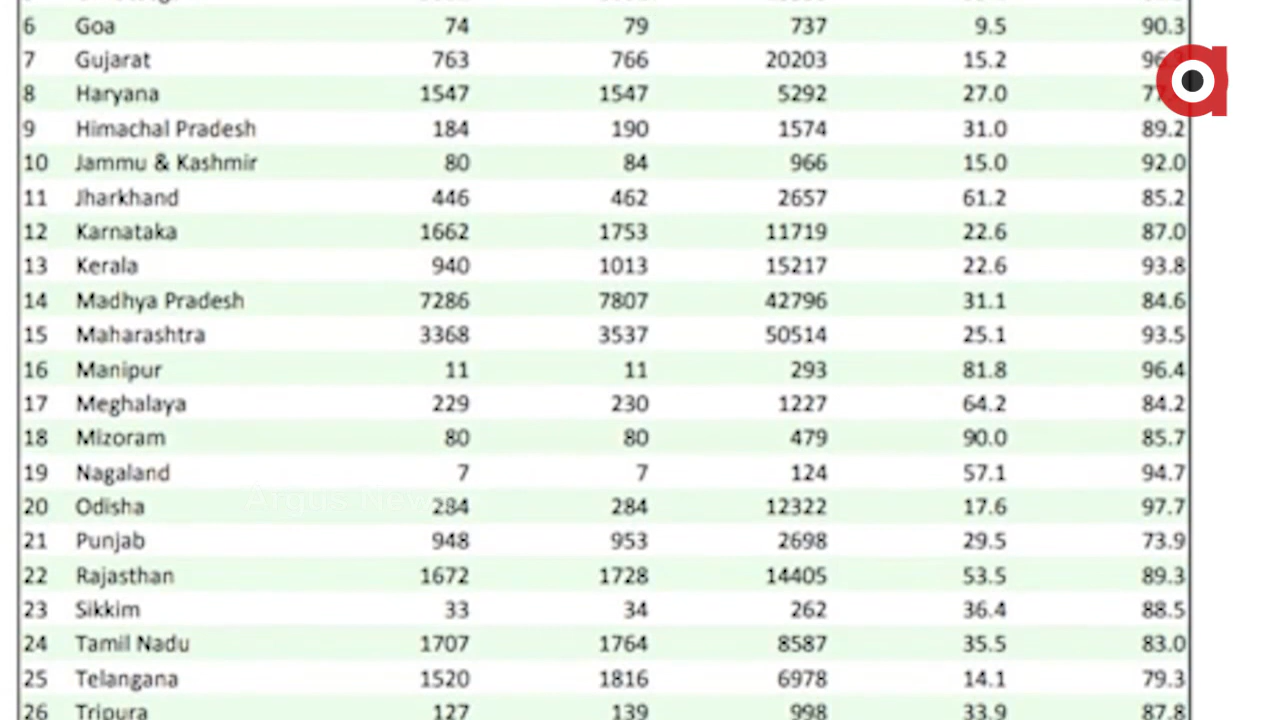 6 Goa 74 79 737 9.5 90.3
7 Gujarat 763 766 20203 15.2
8 Haryana 1547 1547 5292 27.0
9 Himachal Pradesh 184 190 1574 31.0 89.2
10 Jammu & Kashmir 80 84 966 15.0 92.0
11 Jharkhand 446 462 2657 61.2 85.2
12 Karnataka 1662 1753 11719 22.6 87.0
13 Kerala 940 1013 15217 22.6 93.8
14 Madhya Pradesh 7286 7807 42796 31.1 84.6
15 Maharashtra 3368 3537 50514 25.1 93.5
16 Manipur 11 11 293 81.8 96.4
17 Meghalaya 229 230 1227 64.2 84.2
18 Mizoram 80 80 479 90.0 85.7
19 Nagaland 7 7 124 57.1 94.7
Argus News
20 Odisha 284 284 12322 17.6 97.7
21 Punjab 948 953 2698 29.5 73.9
22 Rajasthan 1672 1728 14405 53.5 89.3
23 Sikkim 33 34 262 36.4 88.5
24 Tamil Nadu 1707 1764 8587 35.5 83.0
25 Telangana 1520 1816 6978 14.1 79.3
26 Tripura 127 139 998 33.9 87.8